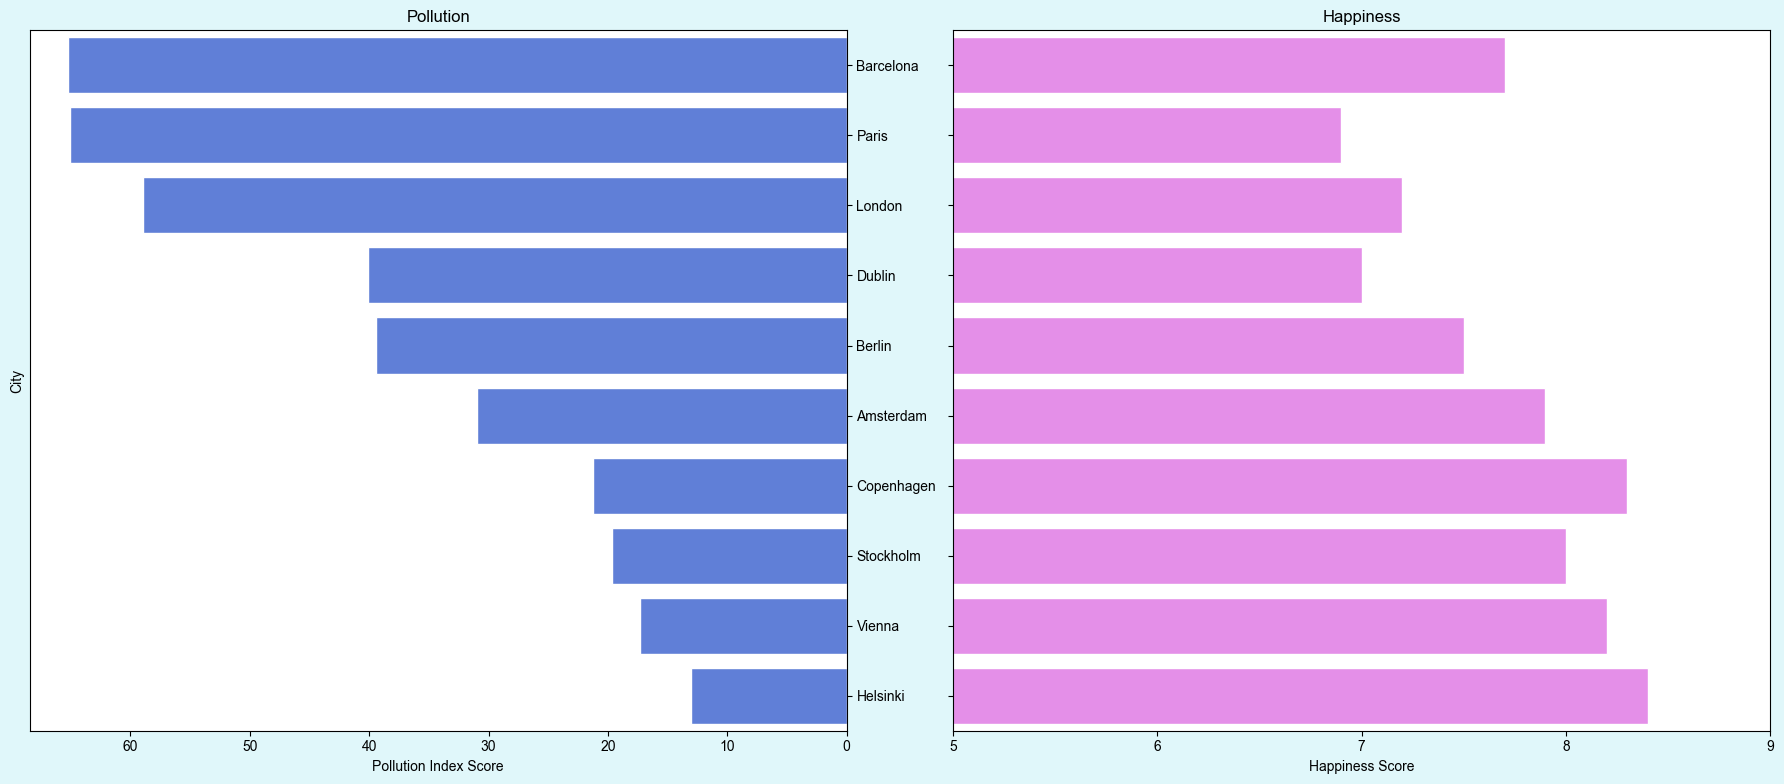 Pollution
Happiness
City
Barcelona
Paris
London
Dublin
Berlin
Amsterdam
Copenhagen
Stockholm
Vienna
Helsinki
60 50 40 30 20 10 0
5 6 7 8 9
Pollution Index Score
Happiness Score